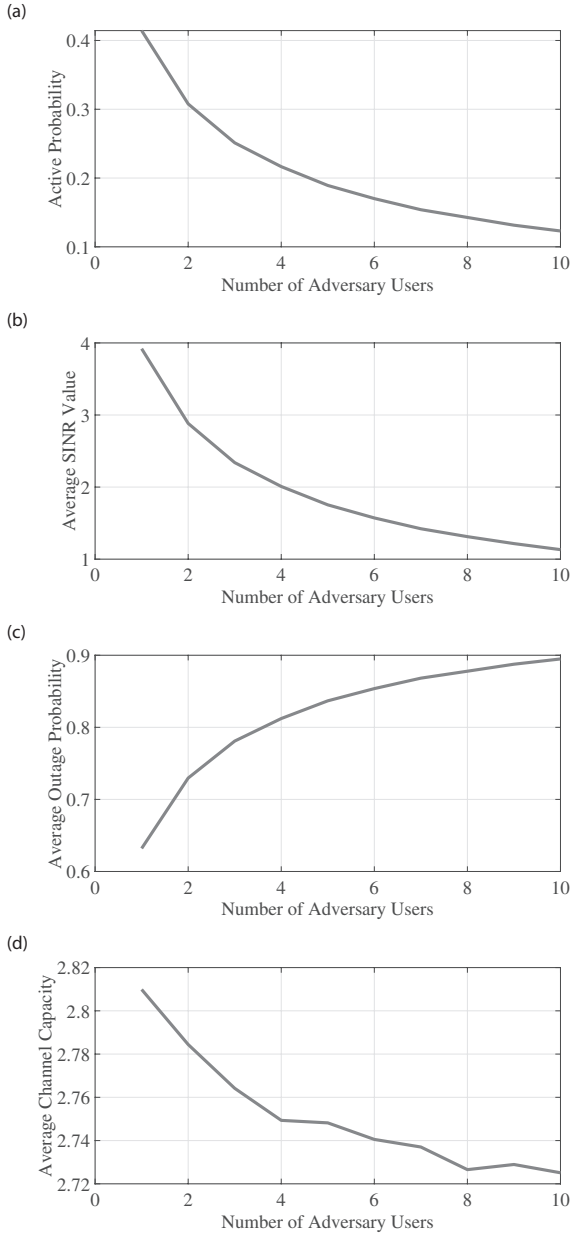 (a)
0.4
0.3
0.2
0.1
0 2 4 6 8 10
Active Probability
Number of Adversary Users
(b)
4
3
2
1
0 2 4 6 8 10
Average SINR Value
Number of Adversary Users
(c)
0.9
0.8
0.7
0.6
0 2 4 6 8 10
Average Outage Probability
Number of Adversary Users
(d)
2.82
2.8
2.78
2.76
2.74
2.72
0 2 4 6 8 10
Average Channel Capacity
Number of Adversary Users